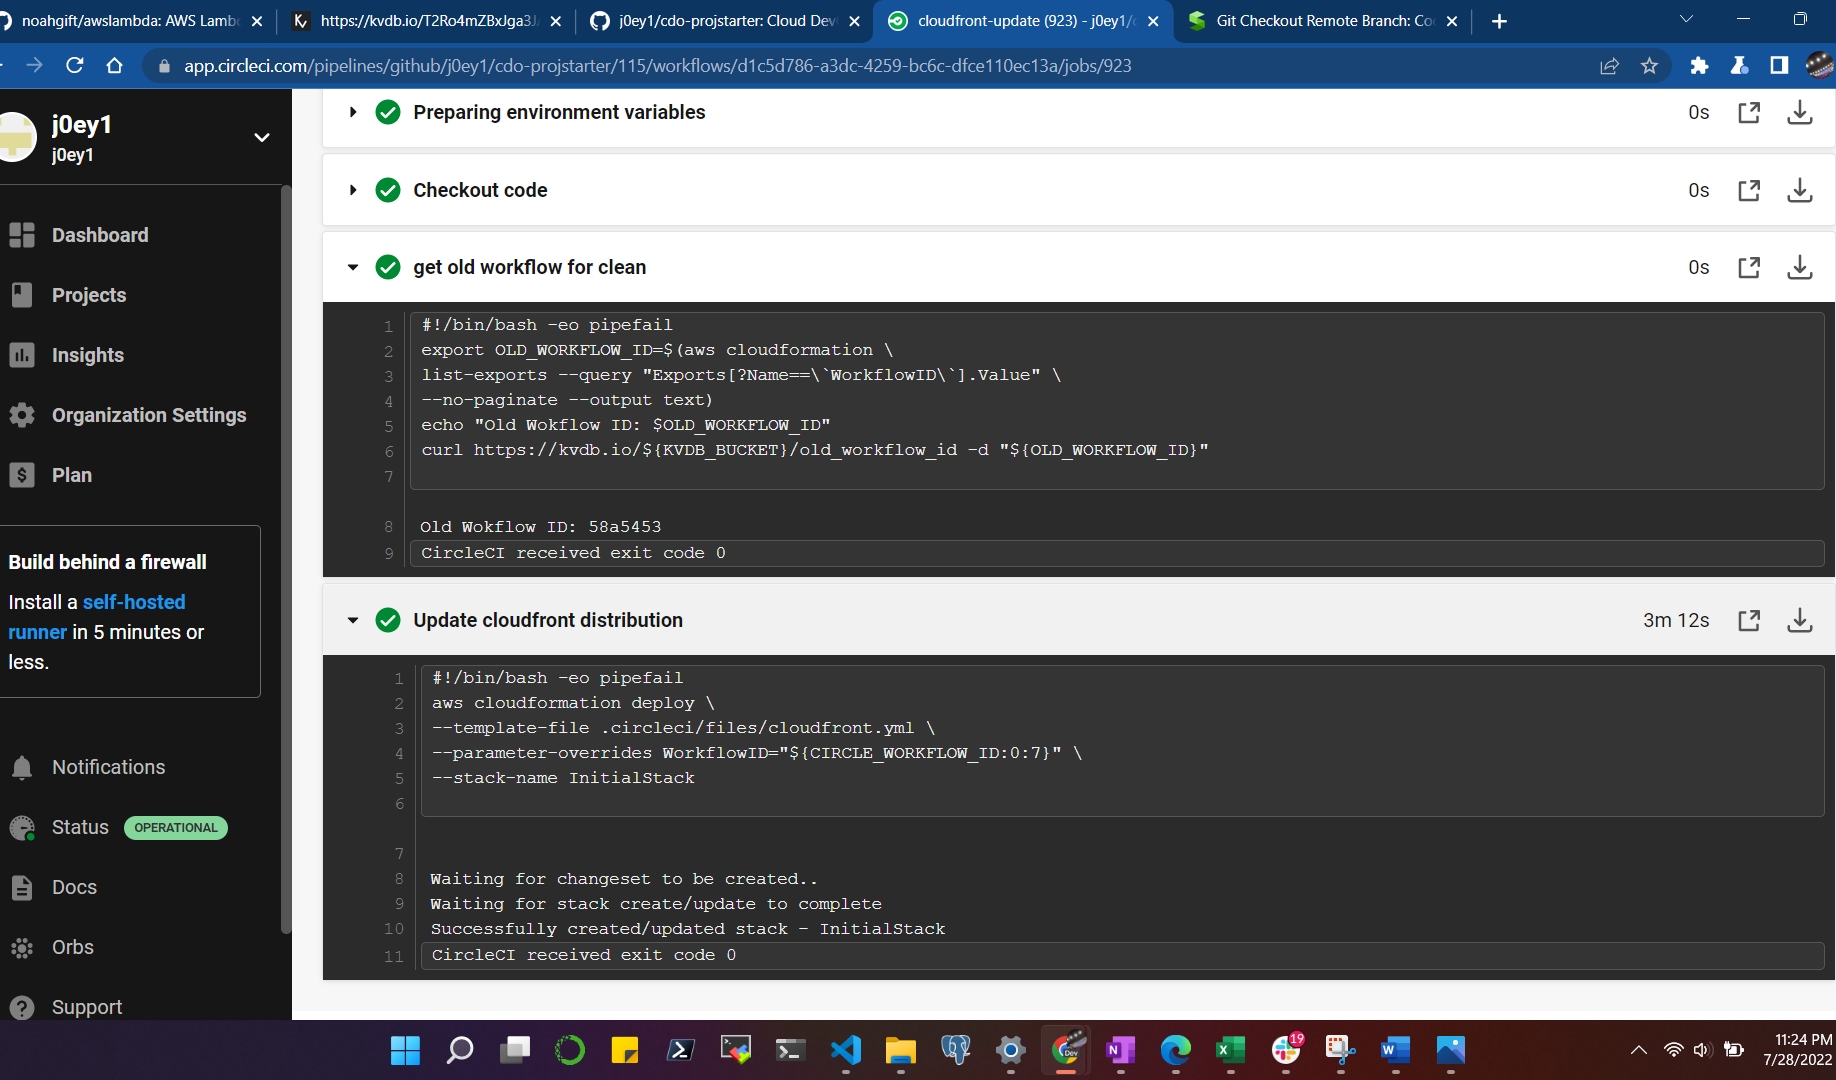 noahgift/awslambda: AWS Lamb
https://kvdb.io/T2Ro4mZBxJga3J
j0ey1/cdo-projstarter: Cloud Dev
cloudfront-update (923) - j0ey1/c
Git Checkout Remote Branch: Co
app.circleci.com/pipelines/github/j0ey1/cdo-projstarter/115/workflows/d1c5d786-a3dc-4259-bc6c-dfce110ec13a/jobs/923
j0ey1
j0ey1
Dashboard
Projects
Insights
Organization Settings
$ Plan
Build behind a firewall
Install a self-hosted
runner in 5 minutes or
less.
Notifications
Status OPERATIONAL
Docs
Orbs
? Support
Preparing environment variables 0s
Checkout code 0s
get old workflow for clean 0s
1 #!/bin/bash -eo pipefail
2 export OLD_WORKFLOW_ID=$(aws cloudformation \
3 list-exports --query "Exports[?Name==\`WorkflowID\`].Value" \
4 --no-paginate --output text)
5 echo "Old Wokflow ID: $OLD_WORKFLOW_ID"
6 curl https://kvdb.io/${KVDB_BUCKET}/old_workflow_id -d "${OLD_WORKFLOW_ID}"
7
8 Old Wokflow ID: 58a5453
9 CircleCI received exit code 0
Update cloudfront distribution 3m 12s
1 #!/bin/bash -eo pipefail
2 aws cloudformation deploy \
3 --template-file .circleci/files/cloudfront.yml \
4 --parameter-overrides WorkflowID="${CIRCLE_WORKFLOW_ID:0:7}" \
5 --stack-name InitialStack
6
7
8 Waiting for changeset to be created..
9 Waiting for stack create/update to complete
10 Successfully created/updated stack - InitialStack
11 CircleCI received exit code 0
19
11:24 PM
7/28/2022